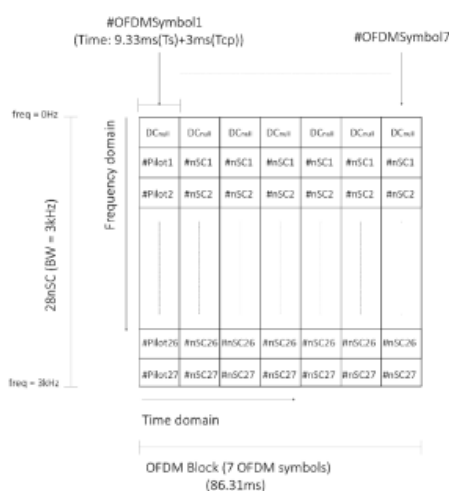 #OFDMSymbol1
(Time: 9.33ms(Ts)+3ms(Tcp))
#OFDMSymbol7
freq = 0Hz
DCnull DCnull DCnull DCnull DCnull DCnull DCnull
#Pilot1 #nSC1 #nSC1 #nSC1 #nSC1 #nSC1 #nSC1
#Pilot2 #nSC2 #nSC2 #nSC2 #nSC2 #nSC2 #nSC2
Frequency domain
28nSC (BW = 3kHz)
#Pilot26 #nSC26 #nSC26 #nSC26 #nSC26 #nSC26 #nSC26
#Pilot27 #nSC27 #nSC27 #nSC27 #nSC27 #nSC27 #nSC27
freq = 3kHz
Time domain
OFDM Block (7 OFDM symbols)
(86.31ms)